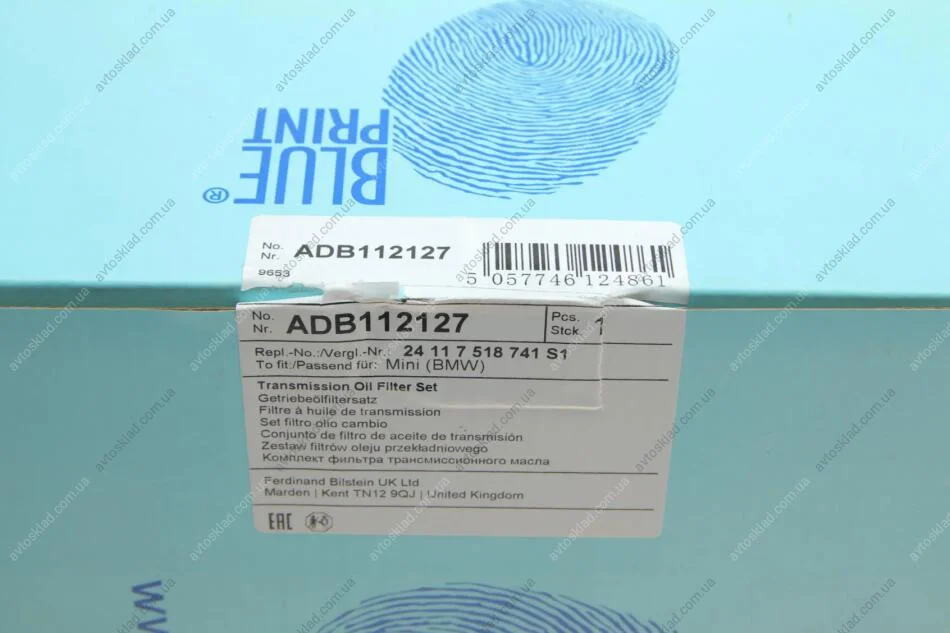 BLUE
PRINT®
No.
Nr. ADB112127
9653
5 057746 124861
No.
Nr. ADB112127
Pcs.
Stck. 1
Repl.-No.:/Vergl.-Nr. 24 11 7 518 741 S1
To fit:/Passend für: Mini (BMW)
Transmission Oil Filter Set
Getriebeölfiltersatz
Filtre à huile de transmission
Set filtro olio cambio
Conjunto de filtro de aceite de transmisión
Zestaw filtrów oleju przekładniowego
Комплект фильтра трансмиссионного масла
Ferdinand Bilstein UK Ltd
Marden | Kent TN12 9QJ | United Kingdom
EAC
avtosklad.com.ua